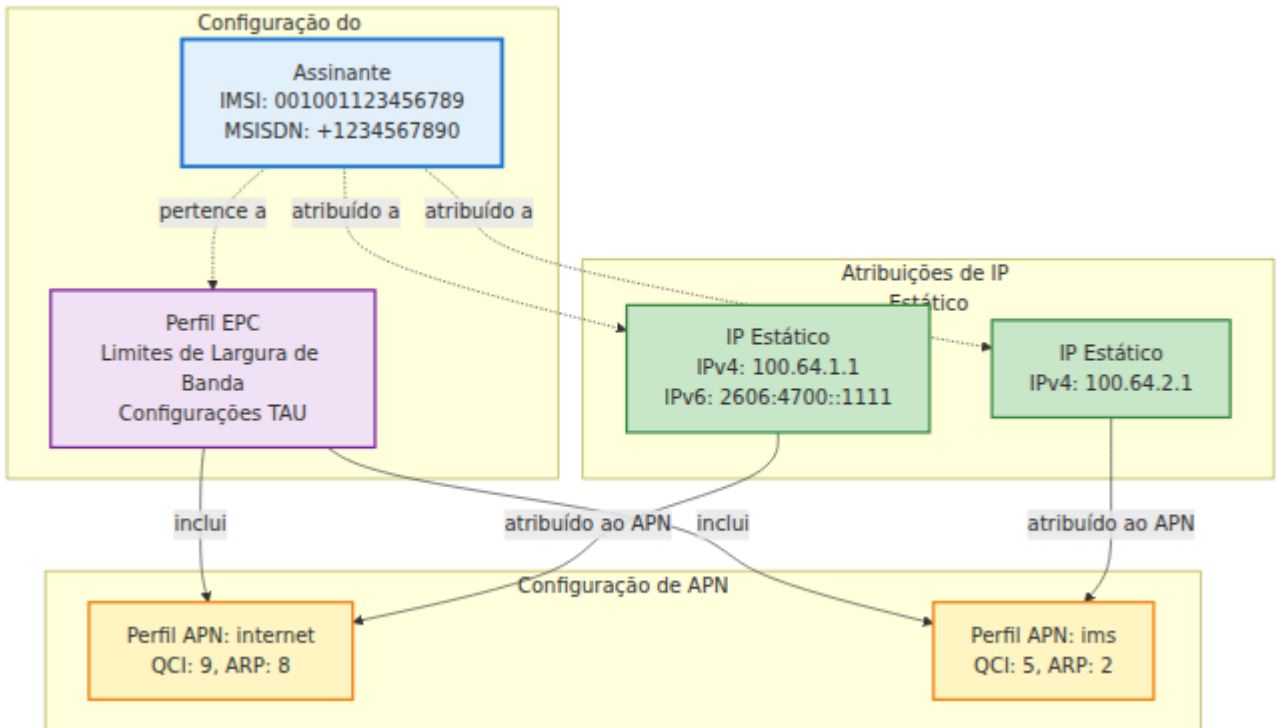 Configuração do
Assinante
IMSI: 001001123456789
MSISDN: +1234567890
pertence a
atribuído a
atribuído a
Atribuições de IP
Estático
Perfil EPC
Limites de Largura de
Banda
Configurações TAU
IP Estático
IPv4: 100.64.1.1
IPv6: 2606:4700::1111
IP Estático
IPv4: 100.64.2.1
inclui
atribuído ao APN
inclui
atribuído ao APN
Configuração de APN
Perfil APN: internet
QCI: 9, ARP: 8
Perfil APN: ims
QCI: 5, ARP: 2